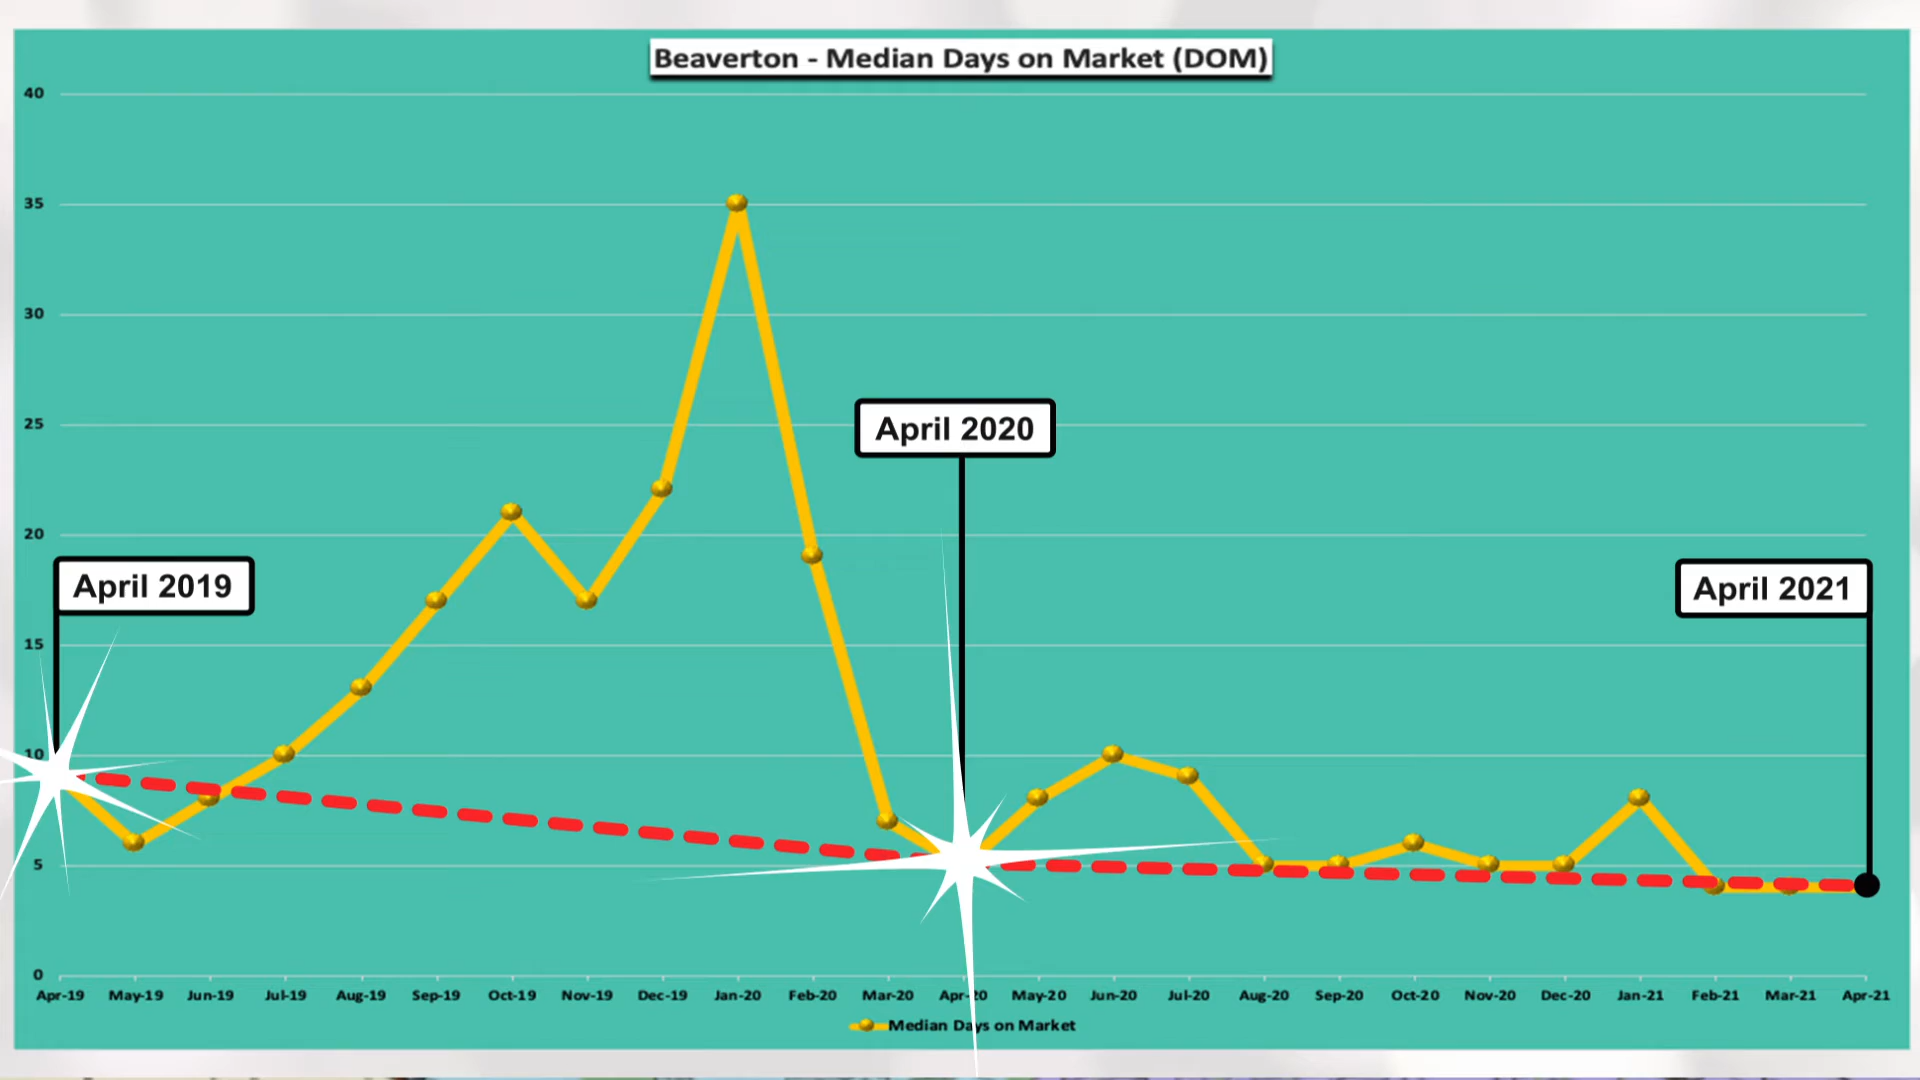 Beaverton - Median Days on Market (DOM)
40
35
30
25
April 2020
20
April 2019
April 2021
15
10
5
0
Apr-19 May-19 Jun-19 Jul-19 Aug-19 Sep-19 Oct-19 Nov-19 Dec-19 Jan-20 Feb-20 Mar-20 Apr-20 May-20 Jun-20 Jul-20 Aug-20 Sep-20 Oct-20 Nov-20 Dec-20 Jan-21 Feb-21 Mar-21 Apr-21
Median Days on Market